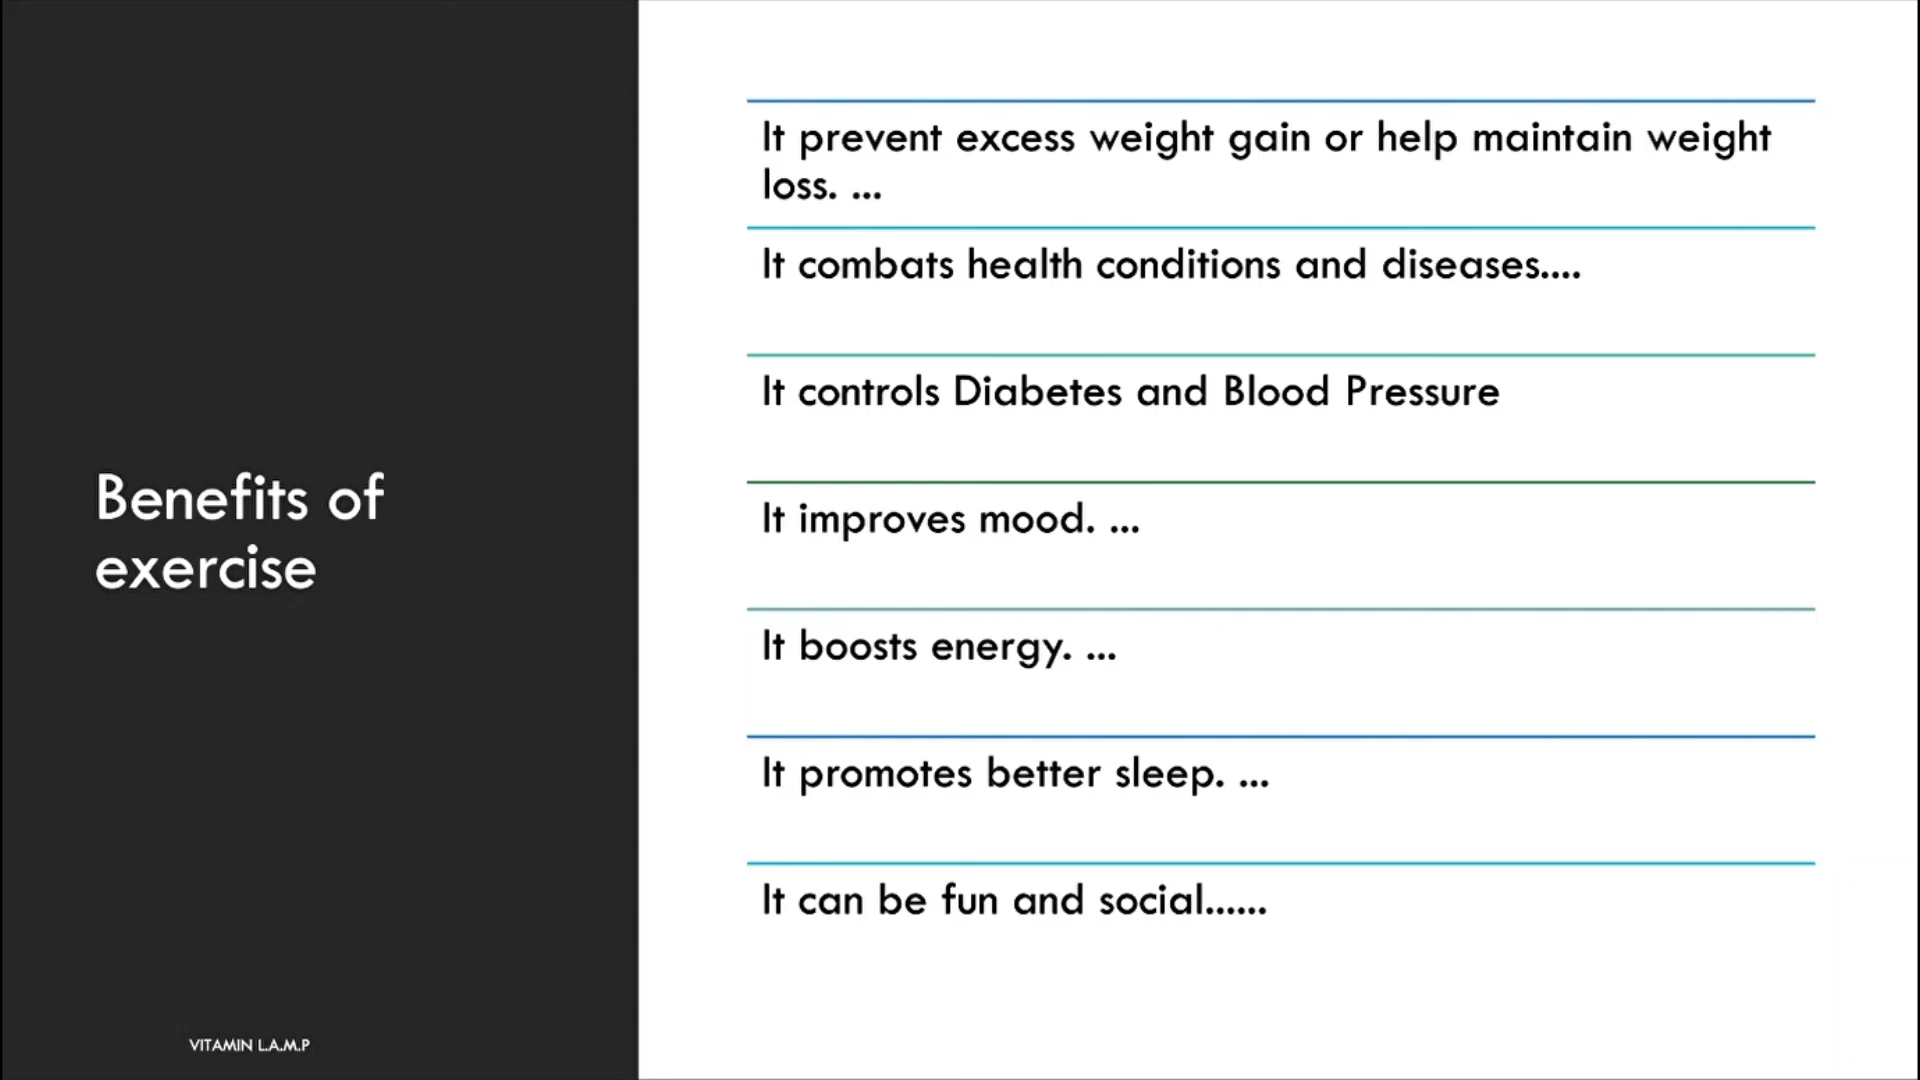 Benefits of
exercise
It prevent excess weight gain or help maintain weight
loss. ...
It combats health conditions and diseases....
It controls Diabetes and Blood Pressure
It improves mood. ...
It boosts energy. ...
It promotes better sleep. ...
It can be fun and social......
VITAMIN L.A.M.P